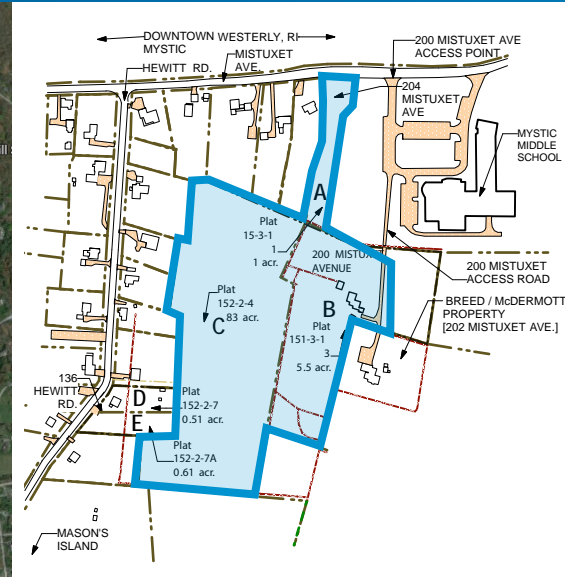 DOWNTOWN WESTERLY, RI
MYSTIC
HEWITT RD.
MISTUXET
AVE.
200 MISTUXET AVE
ACCESS POINT
204
MISTUXET
AVE
MYSTIC
MIDDLE
SCHOOL
A
Plat
15-3-1
1
1 acr.
200 MISTUX
AVENUE
200 MISTUXET
ACCESS ROAD
BREED / McDERMOTT
PROPERTY
[202 MISTUXET AVE.]
Plat
152-2-4
83 acr.
C
B
Plat
151-3-1
3
5.5 acr.
136
HEWITT
RD.
D
Plat
152-2-7
0.51 acr.
E
Plat
152-2-7A
0.61 acr.
MASON'S
ISLAND